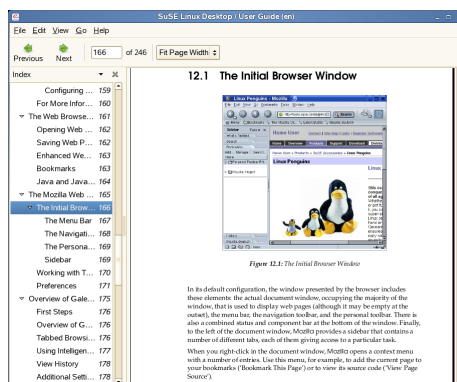 SuSE Linux Desktop / User Guide (en)
File Edit View Go Help
Previous Next 166 of 246 Fit Page Width
Index
Configuring ... 159
For More Infor... 160
The Web Browse... 161
Opening Web ... 162
Saving Web P... 162
Enhanced We... 163
Bookmarks 163
Java and Java... 164
The Mozilla Web ... 165
The Initial Brow... 166
The Menu Bar 167
The Navigati... 168
The Persona... 169
Sidebar 169
Working with T... 170
Preferences 171
Overview of Gale... 175
First Steps 176
Overview of G... 176
Tabbed Browsi... 176
Using Intelligen... 177
View History 178
Additional Setti... 178
12.1 The Initial Browser Window
Linux Penguins - Mozilla
Home User
Linux Penguins
Figure 12.1: The Initial Browser Window
In its default configuration, the window presented by the browser includes
these elements: the actual document window, occupying the majority of the
window, that is used to display web pages (although it may be empty at the
outset), the menu bar, the navigation toolbar, and the personal toolbar. There is
also a combined status and component bar at the bottom of the window. Finally,
to the left of the document window, Mozilla provides a sidebar that contains a
number of different tabs, each of them giving access to a particular task.
When you right-click in the document window, Mozilla opens a context menu
with a number of entries. Use this menu, for example, to add the current page to
your bookmarks ('Bookmark This Page') or to view its source code ('View Page
Source').